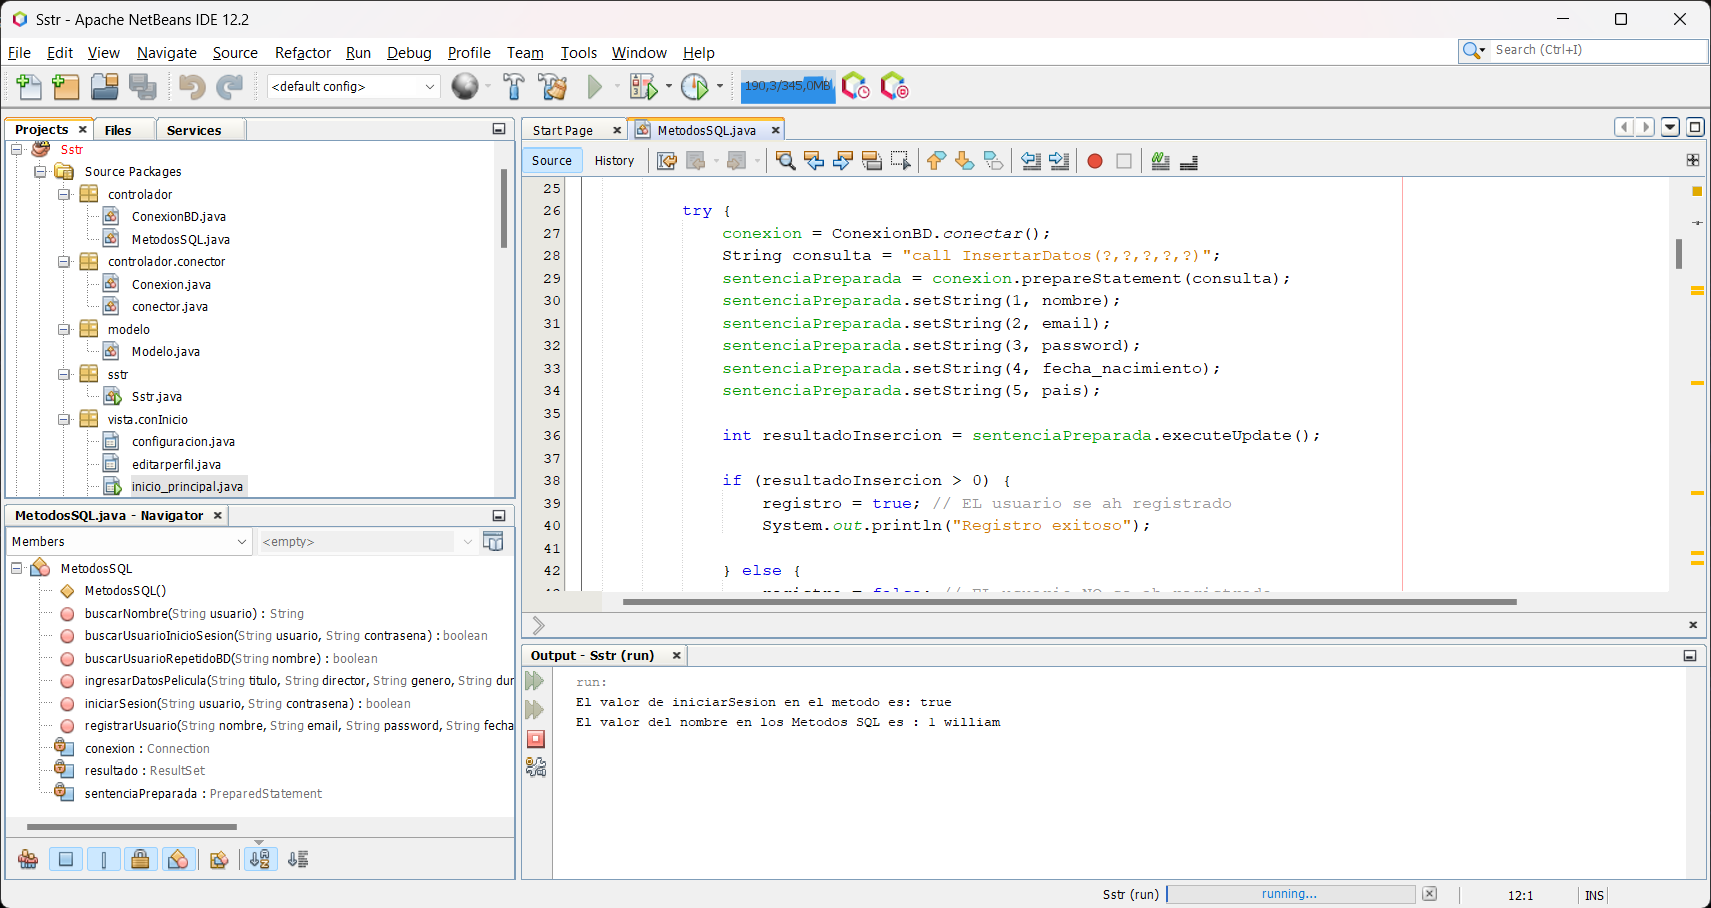 Sstr - Apache NetBeans IDE 12.2
File Edit View Navigate Source Refactor Run Debug Profile Team Tools Window Help
Search (Ctrl+I)
<default config>
190,3/345,0MB
Projects Files Services
Sstr
Source Packages
controlador
ConexionBD.java
MetodosSQL.java
controlador.conector
Conexion.java
conector.java
modelo
Modelo.java
sstr
Sstr.java
vista.conInicio
configuracion.java
editarperfil.java
inicio_principal.java
MetodosSQL.java - Navigator
Members
<empty>
MetodosSQL
MetodosSQL()
buscarNombre(String usuario) : String
buscarUsuarioInicioSesion(String usuario, String contrasena) : boolean
buscarUsuarioRepetidoBD(String nombre) : boolean
ingresarDatosPelicula(String titulo, String director, String genero, String dur
iniciarSesion(String usuario, String contrasena) : boolean
registrarUsuario(String nombre, String email, String password, String fecha
conexion : Connection
resultado : ResultSet
sentenciaPreparada : PreparedStatement
Start Page MetodosSQL.java
Source History
25
26 try {
27 conexion = ConexionBD.conectar();
28 String consulta = "call InsertarDatos(?,?,?,?,?)";
29 sentenciaPreparada = conexion.prepareStatement(consulta);
30 sentenciaPreparada.setString(1, nombre);
31 sentenciaPreparada.setString(2, email);
32 sentenciaPreparada.setString(3, password);
33 sentenciaPreparada.setString(4, fecha_nacimiento);
34 sentenciaPreparada.setString(5, pais);
35
36 int resultadoInsercion = sentenciaPreparada.executeUpdate();
37
38 if (resultadoInsercion > 0) {
39 registro = true; // EL usuario se ah registrado
40 System.out.println("Registro exitoso");
41
42 } else {
registro = false; // EL usuario NO se ah registrado
Output - Sstr (run)
run:
El valor de iniciarSesion en el metodo es: true
El valor del nombre en los Metodos SQL es : 1 william
Sstr (run)
running...
12:1
INS